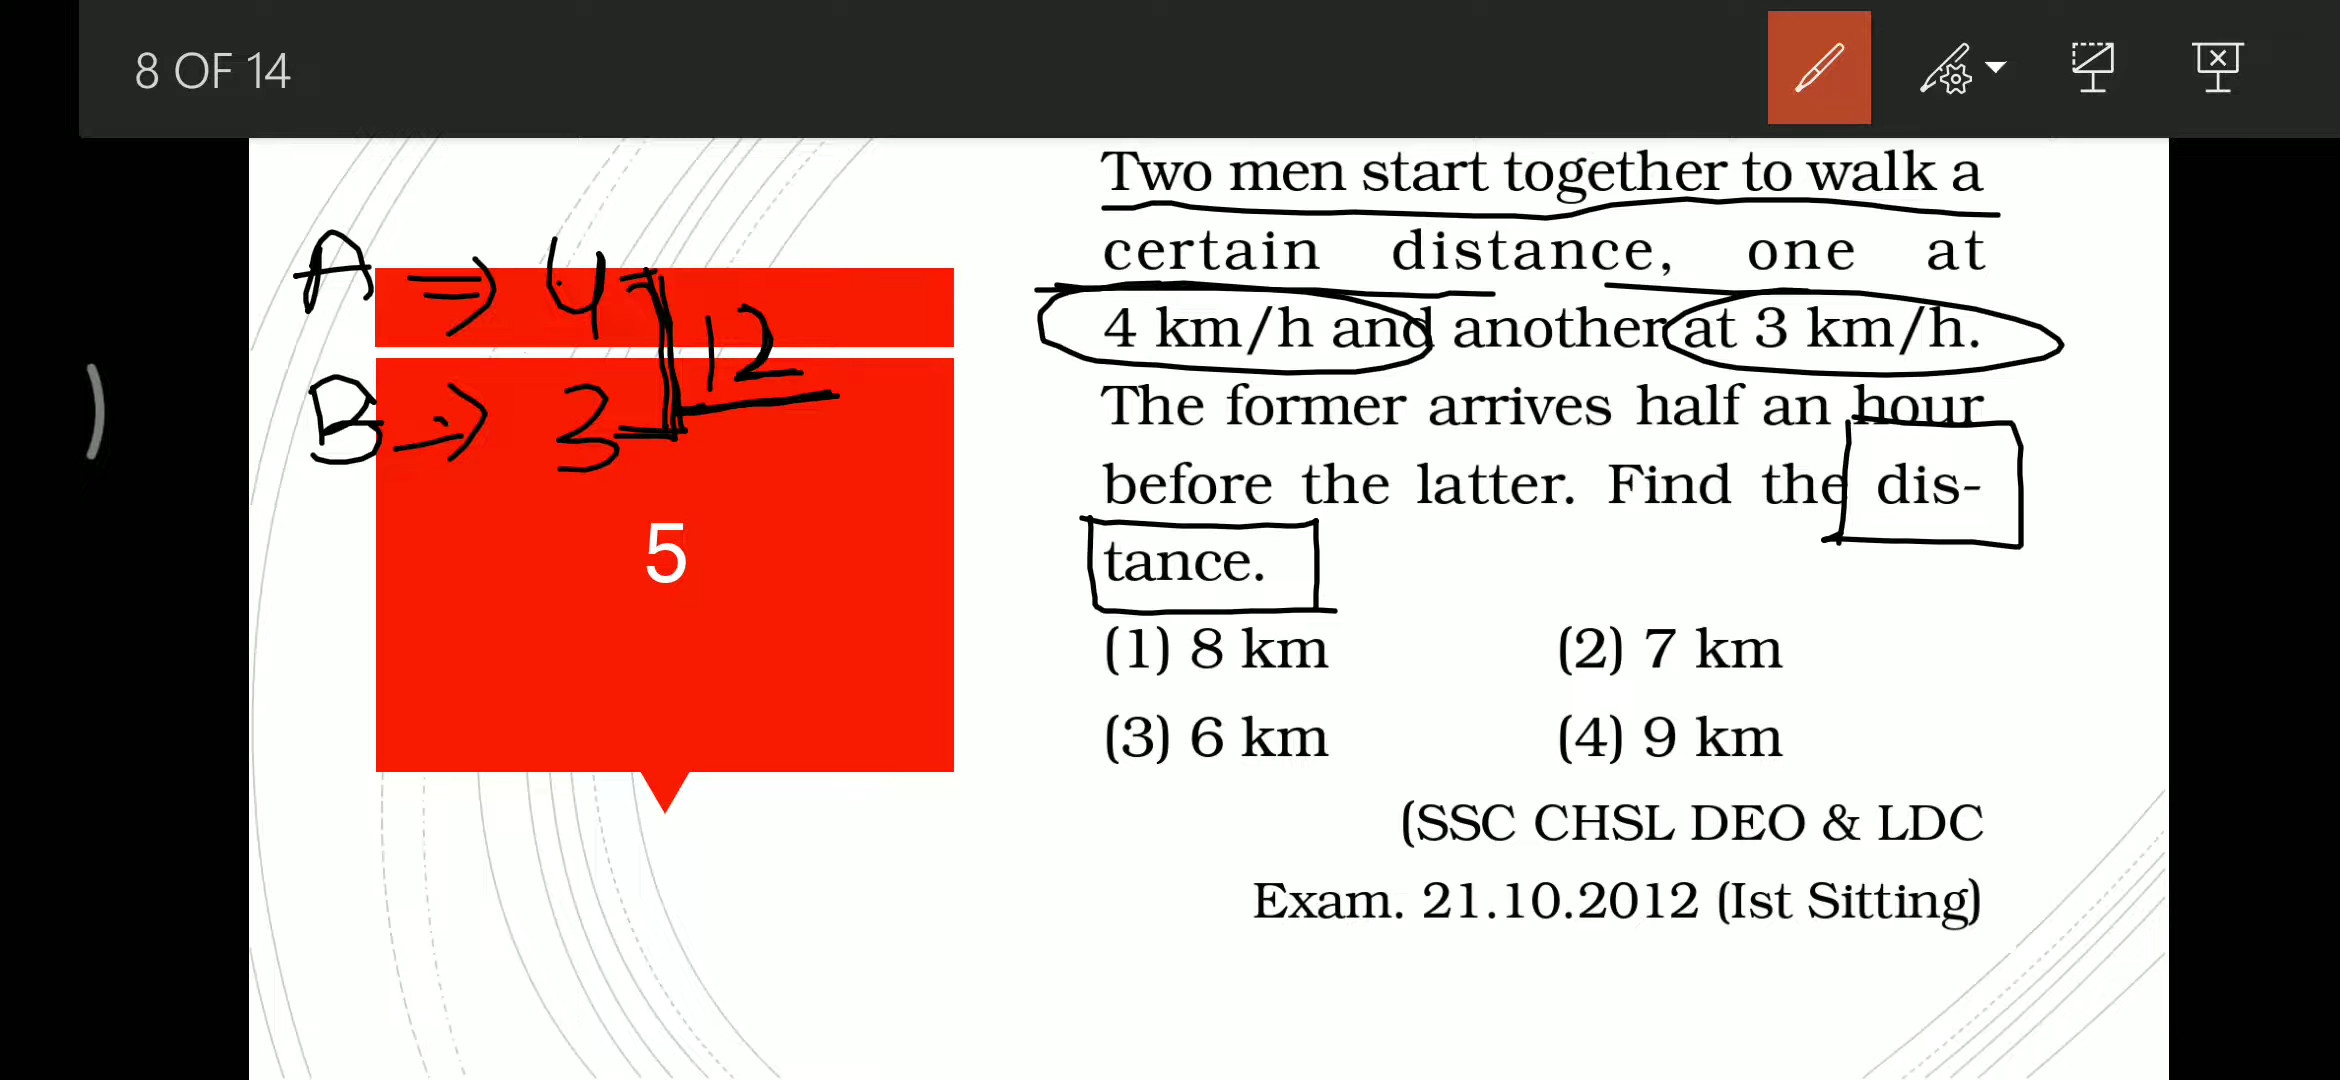 8 OF 14
Two men start together to walk a
certain distance, one at
4 km/h and another at 3 km/h.
The former arrives half an hour
before the latter. Find the dis-
tance.
(1) 8 km (2) 7 km
(3) 6 km (4) 9 km
(SSC CHSL DEO & LDC
Exam. 21.10.2012 (Ist Sitting)
A ⇒ 4
12
B ⇒ 3
5